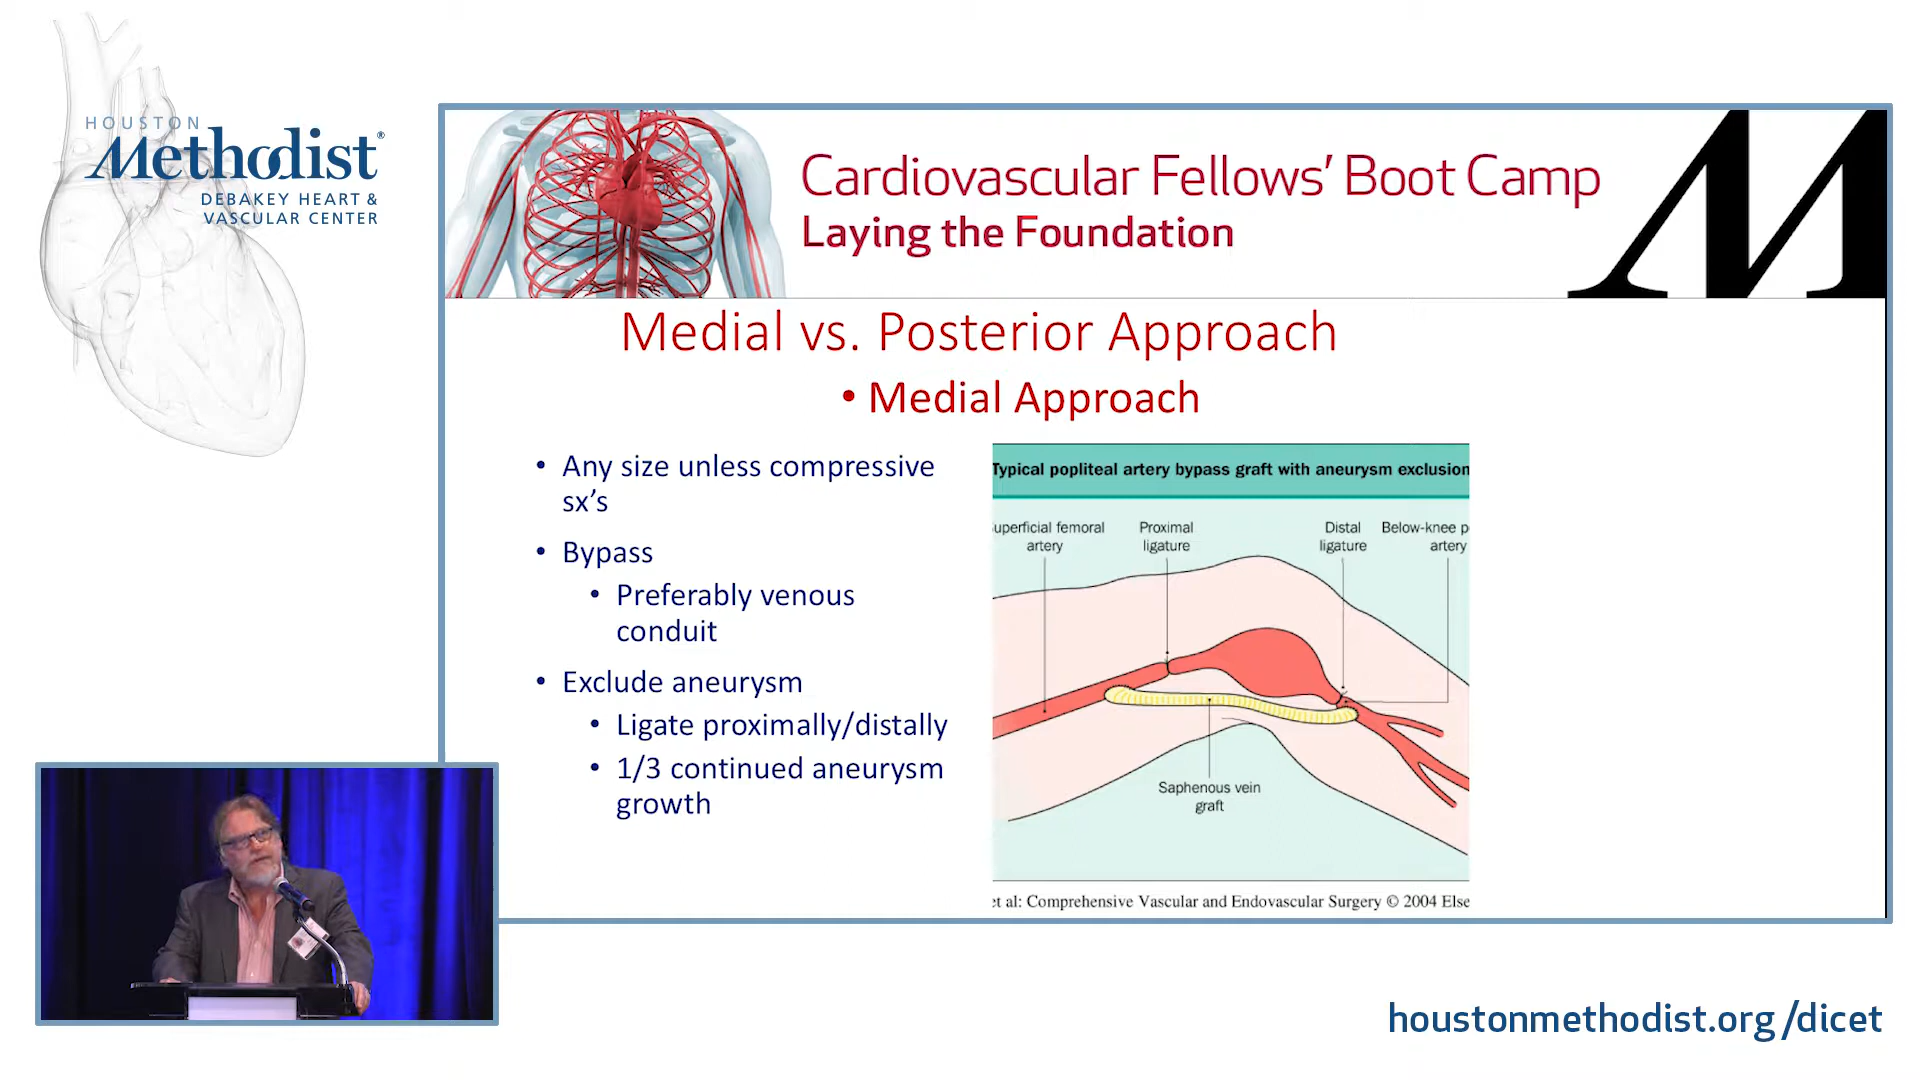 HOUSTON
Methodist®
DEBAKEY HEART &
VASCULAR CENTER
Cardiovascular Fellows' Boot Camp
Laying the Foundation
M
Medial vs. Posterior Approach
• Medial Approach
• Any size unless compressive
sx's
• Bypass
• Preferably venous
conduit
• Exclude aneurysm
• Ligate proximally/distally
• 1/3 continued aneurysm
growth
Typical popliteal artery bypass graft with aneurysm exclusion
uperficial femoral
artery
Proximal
ligature
Distal
ligature
Below-knee p
artery
Saphenous vein
graft
et al: Comprehensive Vascular and Endovascular Surgery © 2004 Else
houstonmethodist.org/dicet